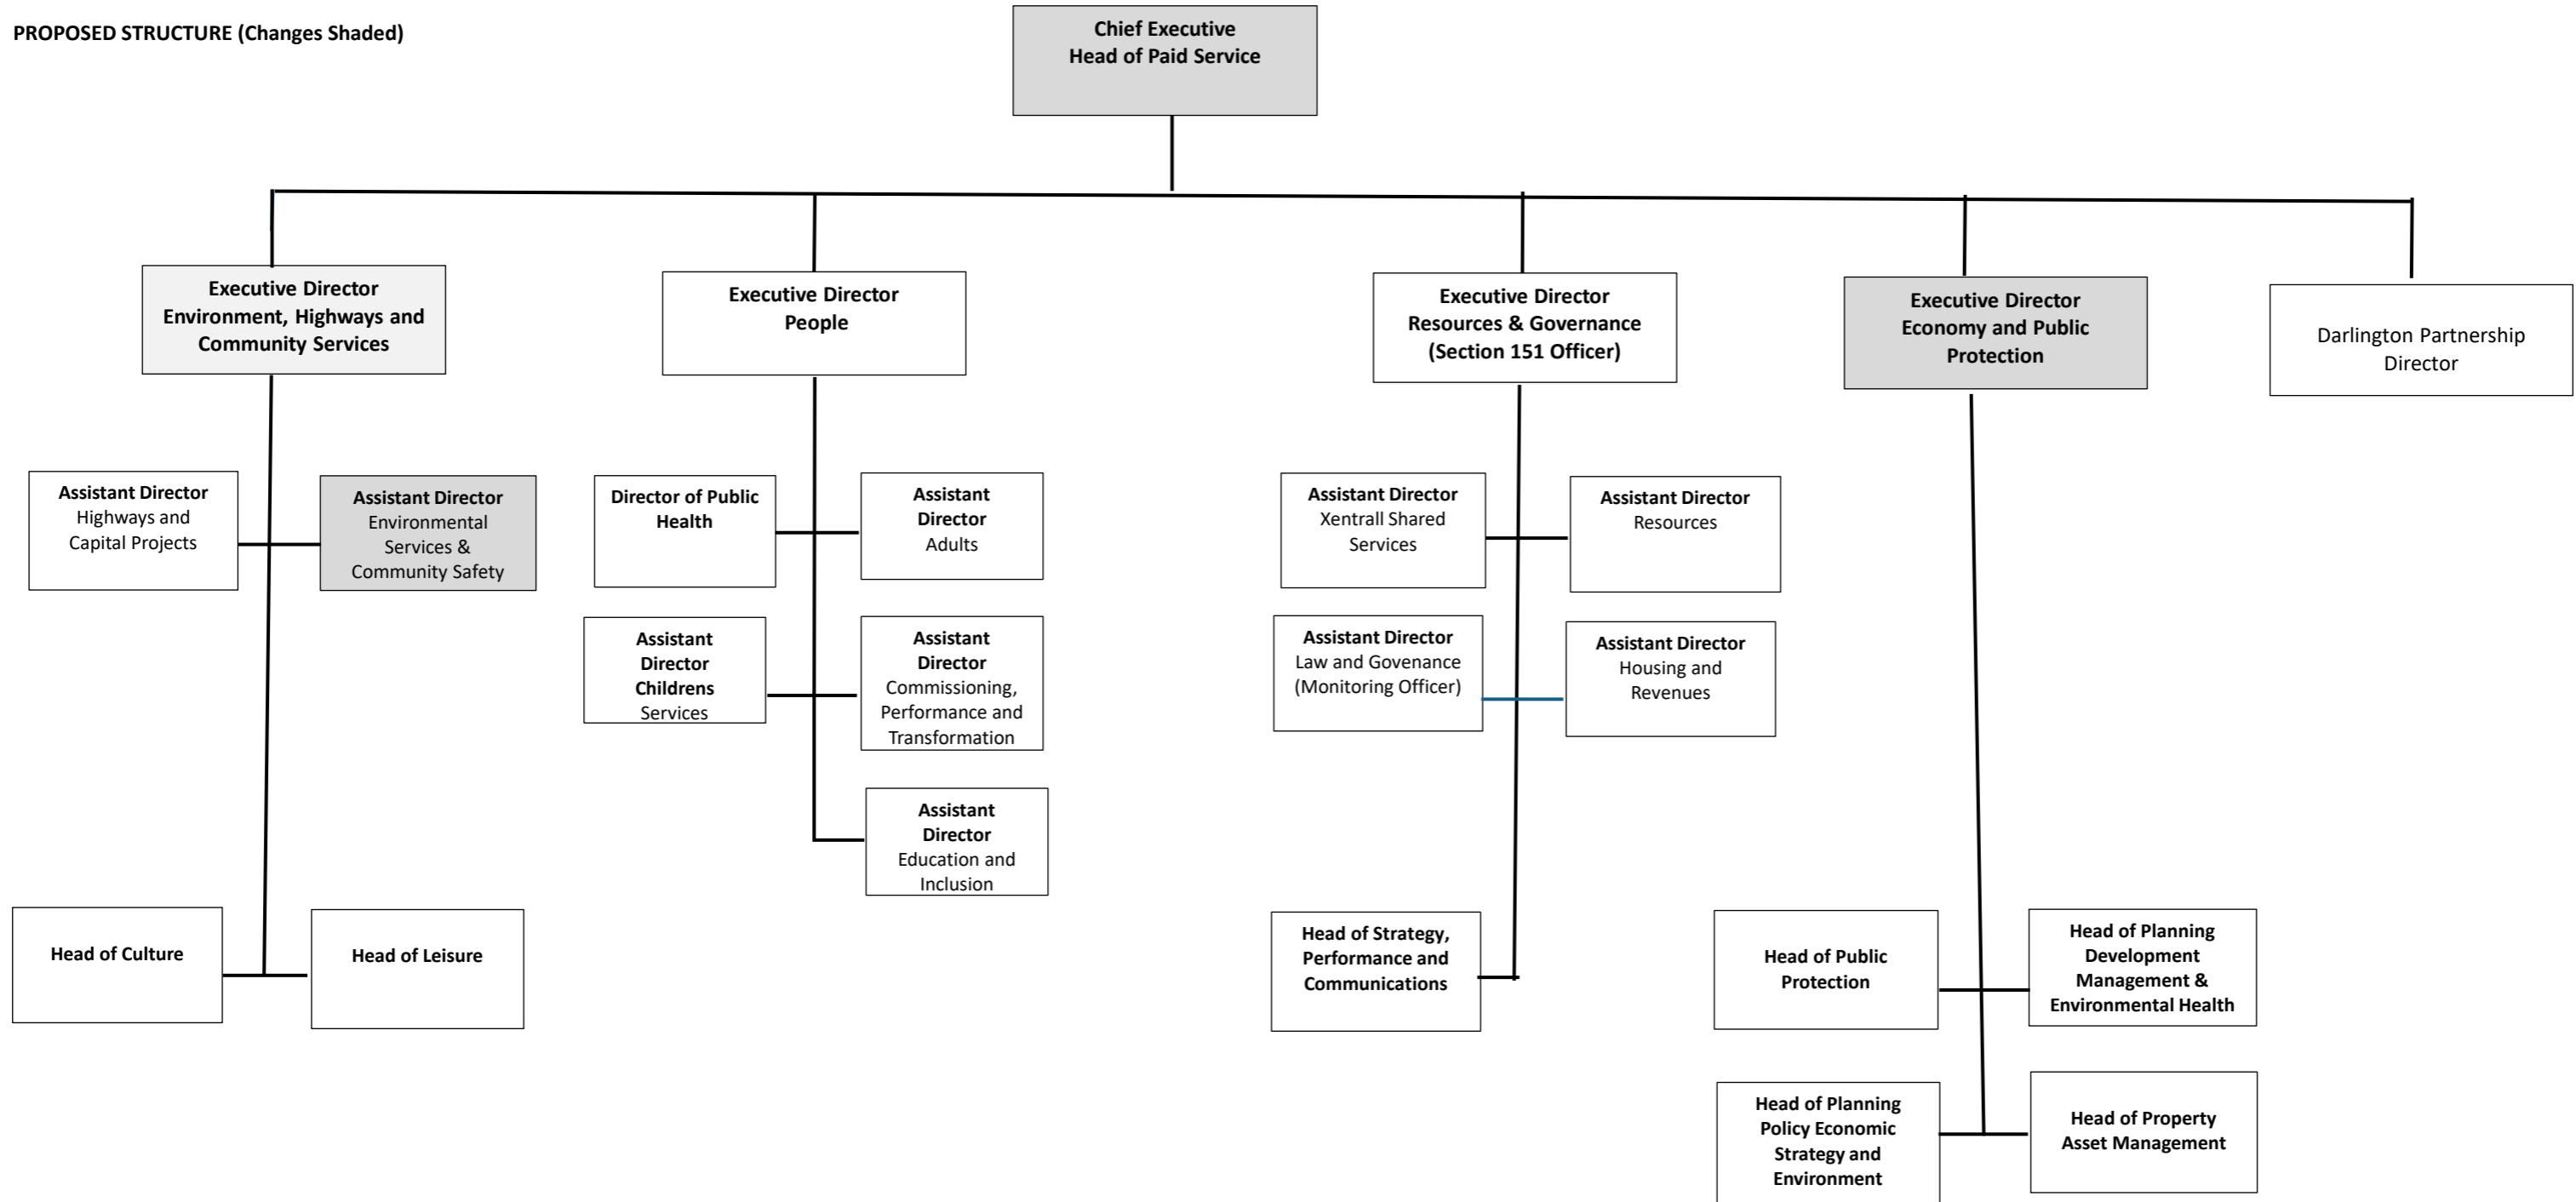 PROPOSED STRUCTURE (Changes Shaded)
Chief Executive
Head of Paid Service
Executive Director
Environment, Highways and
Community Services
Executive Director
People
Executive Director
Resources & Governance
(Section 151 Officer)
Executive Director
Economy and Public
Protection
Darlington Partnership
Director
Assistant Director
Highways and
Capital Projects
Assistant Director
Environmental
Services &
Community Safety
Director of Public
Health
Assistant
Director
Adults
Assistant Director
Xentrall Shared
Services
Assistant Director
Resources
Assistant
Director
Childrens
Services
Assistant
Director
Commissioning,
Performance and
Transformation
Assistant Director
Law and Govenance
(Monitoring Officer)
Assistant Director
Housing and
Revenues
Assistant
Director
Education and
Inclusion
Head of Culture
Head of Leisure
Head of Strategy,
Performance and
Communications
Head of Public
Protection
Head of Planning
Development
Management &
Environmental Health
Head of Planning
Policy Economic
Strategy and
Environment
Head of Property
Asset Management